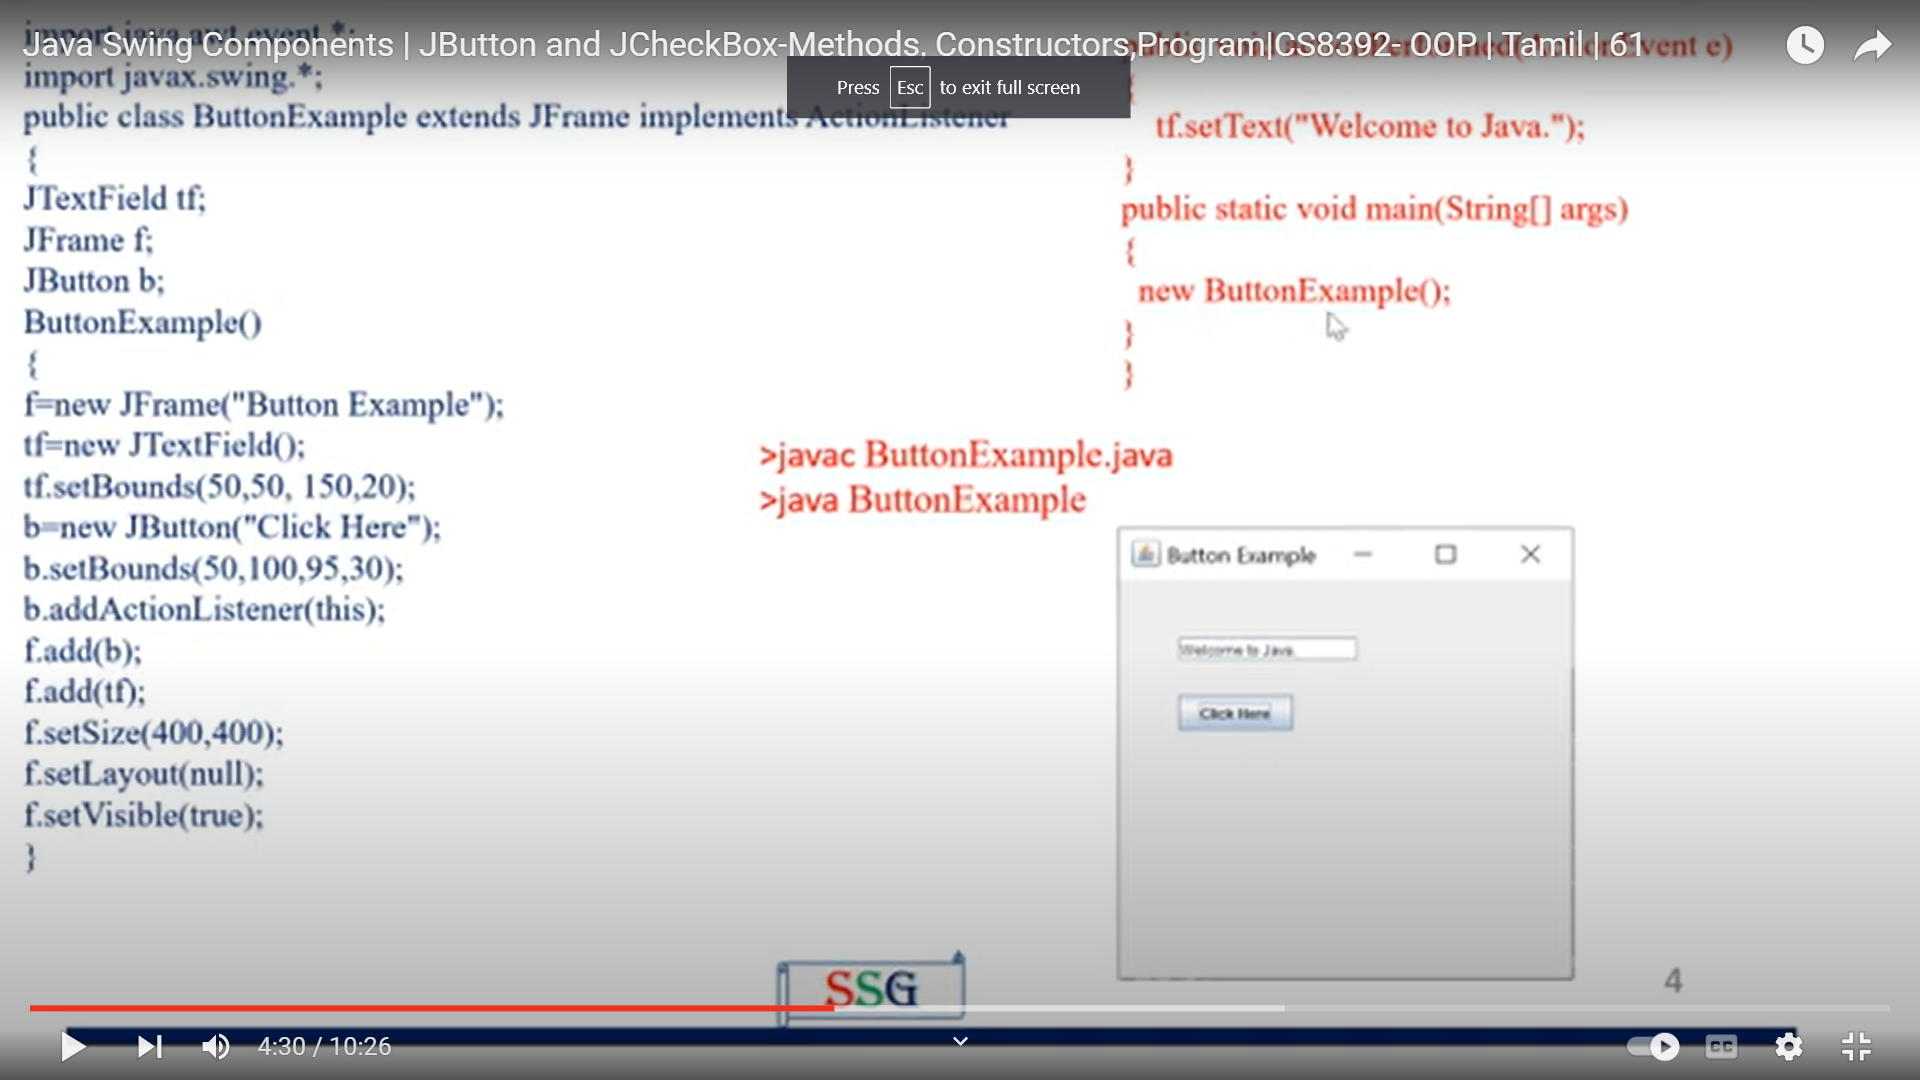 Java Swing Components | JButton and JCheckBox-Methods, Constructors,Program|CS8392- OOP | Tamil | 61
Press Esc to exit full screen
import java.awt.event.*;
import javax.swing.*;
public class ButtonExample extends JFrame implements ActionListener
{
JTextField tf;
JFrame f;
JButton b;
ButtonExample()
{
f=new JFrame("Button Example");
tf=new JTextField();
tf.setBounds(50,50, 150,20);
b=new JButton("Click Here");
b.setBounds(50,100,95,30);
b.addActionListener(this);
f.add(b);
f.add(tf);
f.setSize(400,400);
f.setLayout(null);
f.setVisible(true);
}
public void actionPerformed(ActionEvent e)
{
tf.setText("Welcome to Java.");
}
public static void main(String[] args)
{
new ButtonExample();
}
}
>javac ButtonExample.java
>java ButtonExample
Button Example
Welcome to Java.
Click Here
SSG
4
4:30 / 10:26
CC